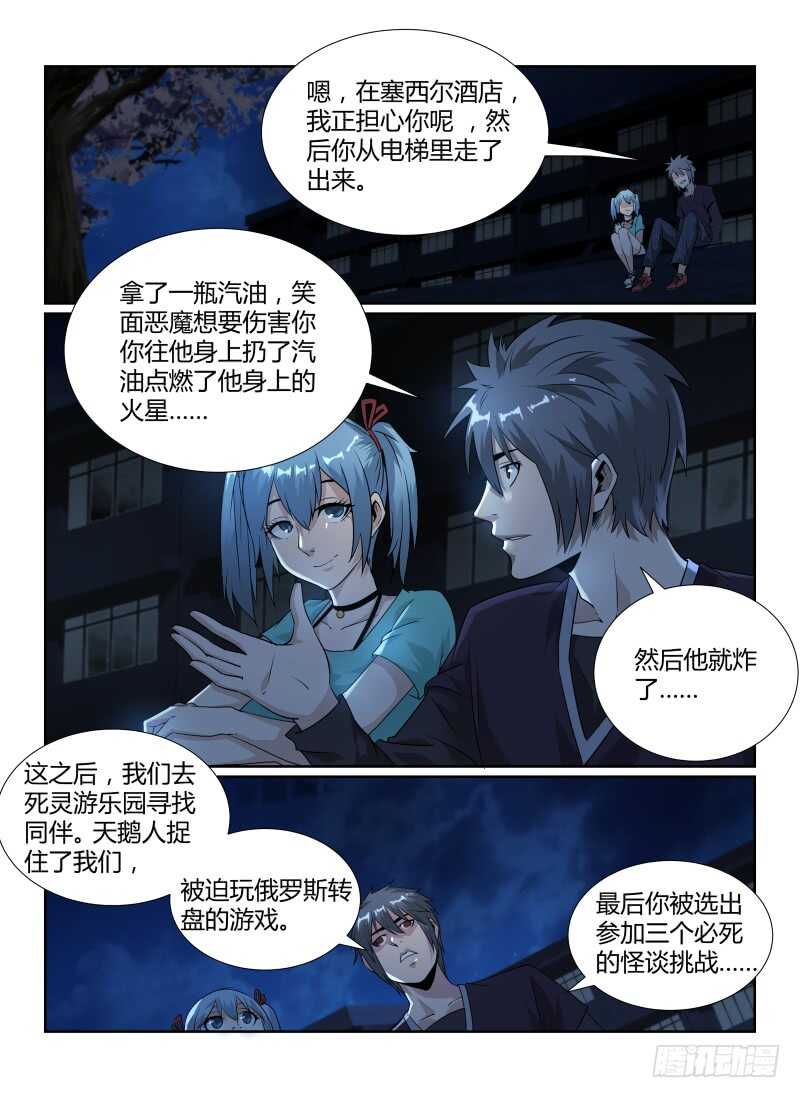 嗯，在塞西尔酒店，
我正担心你呢 ，然
后你从电梯里走了
出来。
拿了一瓶汽油，笑
面恶魔想要伤害你
你往他身上扔了汽
油点燃了他身上的
火星……
然后他就炸
了……
这之后，我们去
死灵游乐园寻找
同伴。天鹅人捉
住了我们，
被迫玩俄罗斯转
盘的游戏。
最后你被选出
参加三个必死
的怪谈挑战……
腾讯动漫